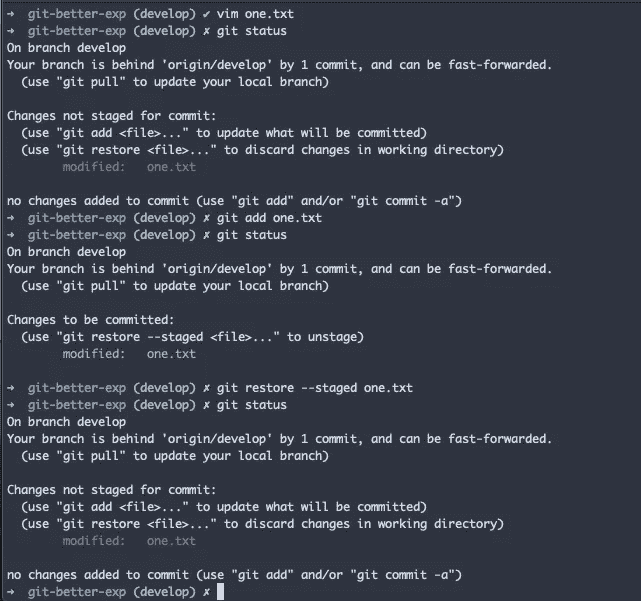 ➜  git-better-exp (develop) ✔ vim one.txt
➜  git-better-exp (develop) ✗ git status
On branch develop
Your branch is behind 'origin/develop' by 1 commit, and can be fast-forwarded.
  (use "git pull" to update your local branch)

Changes not staged for commit:
  (use "git add <file>..." to update what will be committed)
  (use "git restore <file>..." to discard changes in working directory)
        modified:   one.txt

no changes added to commit (use "git add" and/or "git commit -a")
➜  git-better-exp (develop) ✗ git add one.txt
➜  git-better-exp (develop) ✗ git status
On branch develop
Your branch is behind 'origin/develop' by 1 commit, and can be fast-forwarded.
  (use "git pull" to update your local branch)

Changes to be committed:
  (use "git restore --staged <file>..." to unstage)
        modified:   one.txt

➜  git-better-exp (develop) ✗ git restore --staged one.txt
➜  git-better-exp (develop) ✗ git status
On branch develop
Your branch is behind 'origin/develop' by 1 commit, and can be fast-forwarded.
  (use "git pull" to update your local branch)

Changes not staged for commit:
  (use "git add <file>..." to update what will be committed)
  (use "git restore <file>..." to discard changes in working directory)
        modified:   one.txt

no changes added to commit (use "git add" and/or "git commit -a")
➜  git-better-exp (develop) ✗